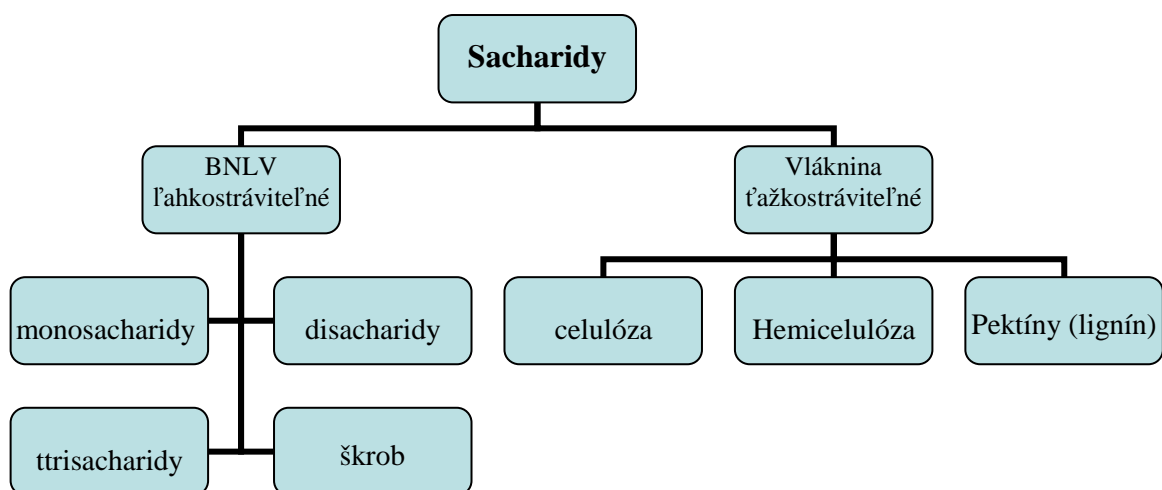 Sacharidy
BNLV
ľahkostráviteľné
Vláknina
ťažkostráviteľné
monosacharidy
disacharidy
celulóza
Hemicelulóza
Pektíny (lignín)
ttrisacharidy
škrob